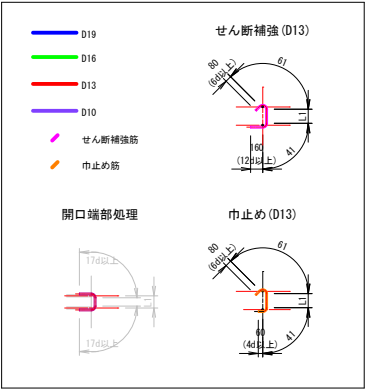 D19
D16
D13
D10
せん断補強筋
巾止め筋
せん断補強(D13)
80
(6d以上)
61
L1
160
(12d以上)
41
開口端部処理
17d以上
L1
17d以上
巾止め(D13)
80
(6d以上)
61
L1
60
(4d以上)
41